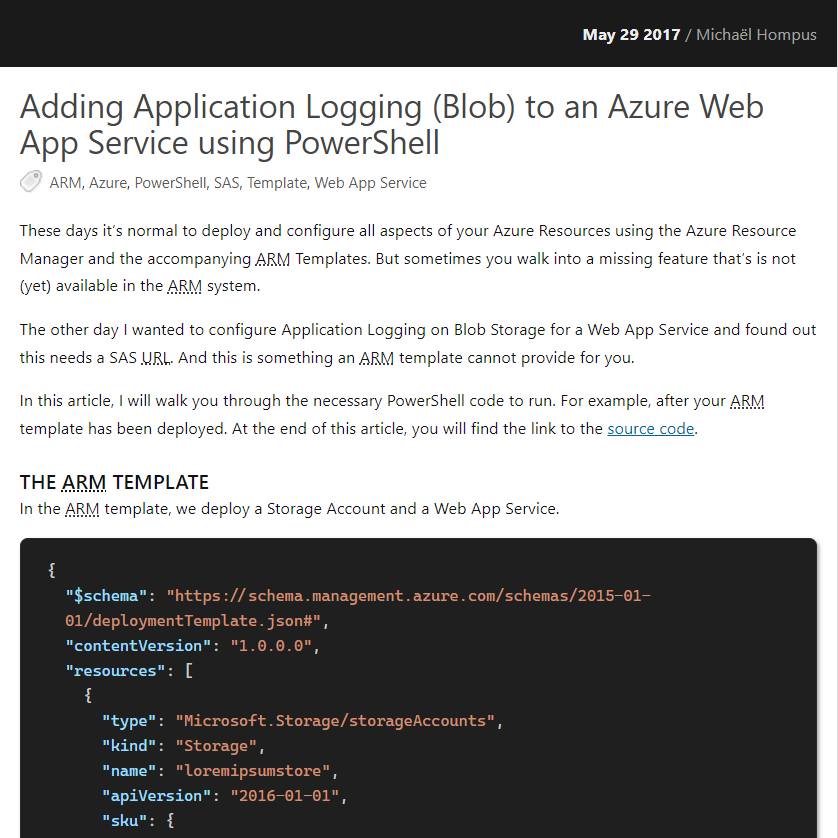 May 29 2017 / Michaël Hompus
Adding Application Logging (Blob) to an Azure Web
App Service using PowerShell
ARM, Azure, PowerShell, SAS, Template, Web App Service
These days it’s normal to deploy and configure all aspects of your Azure Resources using the Azure Resource
Manager and the accompanying ARM Templates. But sometimes you walk into a missing feature that’s is not
(yet) available in the ARM system.
The other day I wanted to configure Application Logging on Blob Storage for a Web App Service and found out
this needs a SAS URL. And this is something an ARM template cannot provide for you.
In this article, I will walk you through the necessary PowerShell code to run. For example, after your ARM
template has been deployed. At the end of this article, you will find the link to the source code.
THE ARM TEMPLATE
In the ARM template, we deploy a Storage Account and a Web App Service.
{
"$schema": "https://schema.management.azure.com/schemas/2015-01-
01/deploymentTemplate.json#",
"contentVersion": "1.0.0.0",
"resources": [
{
"type": "Microsoft.Storage/storageAccounts",
"kind": "Storage",
"name": "loremipsumstore",
"apiVersion": "2016-01-01",
"sku": {